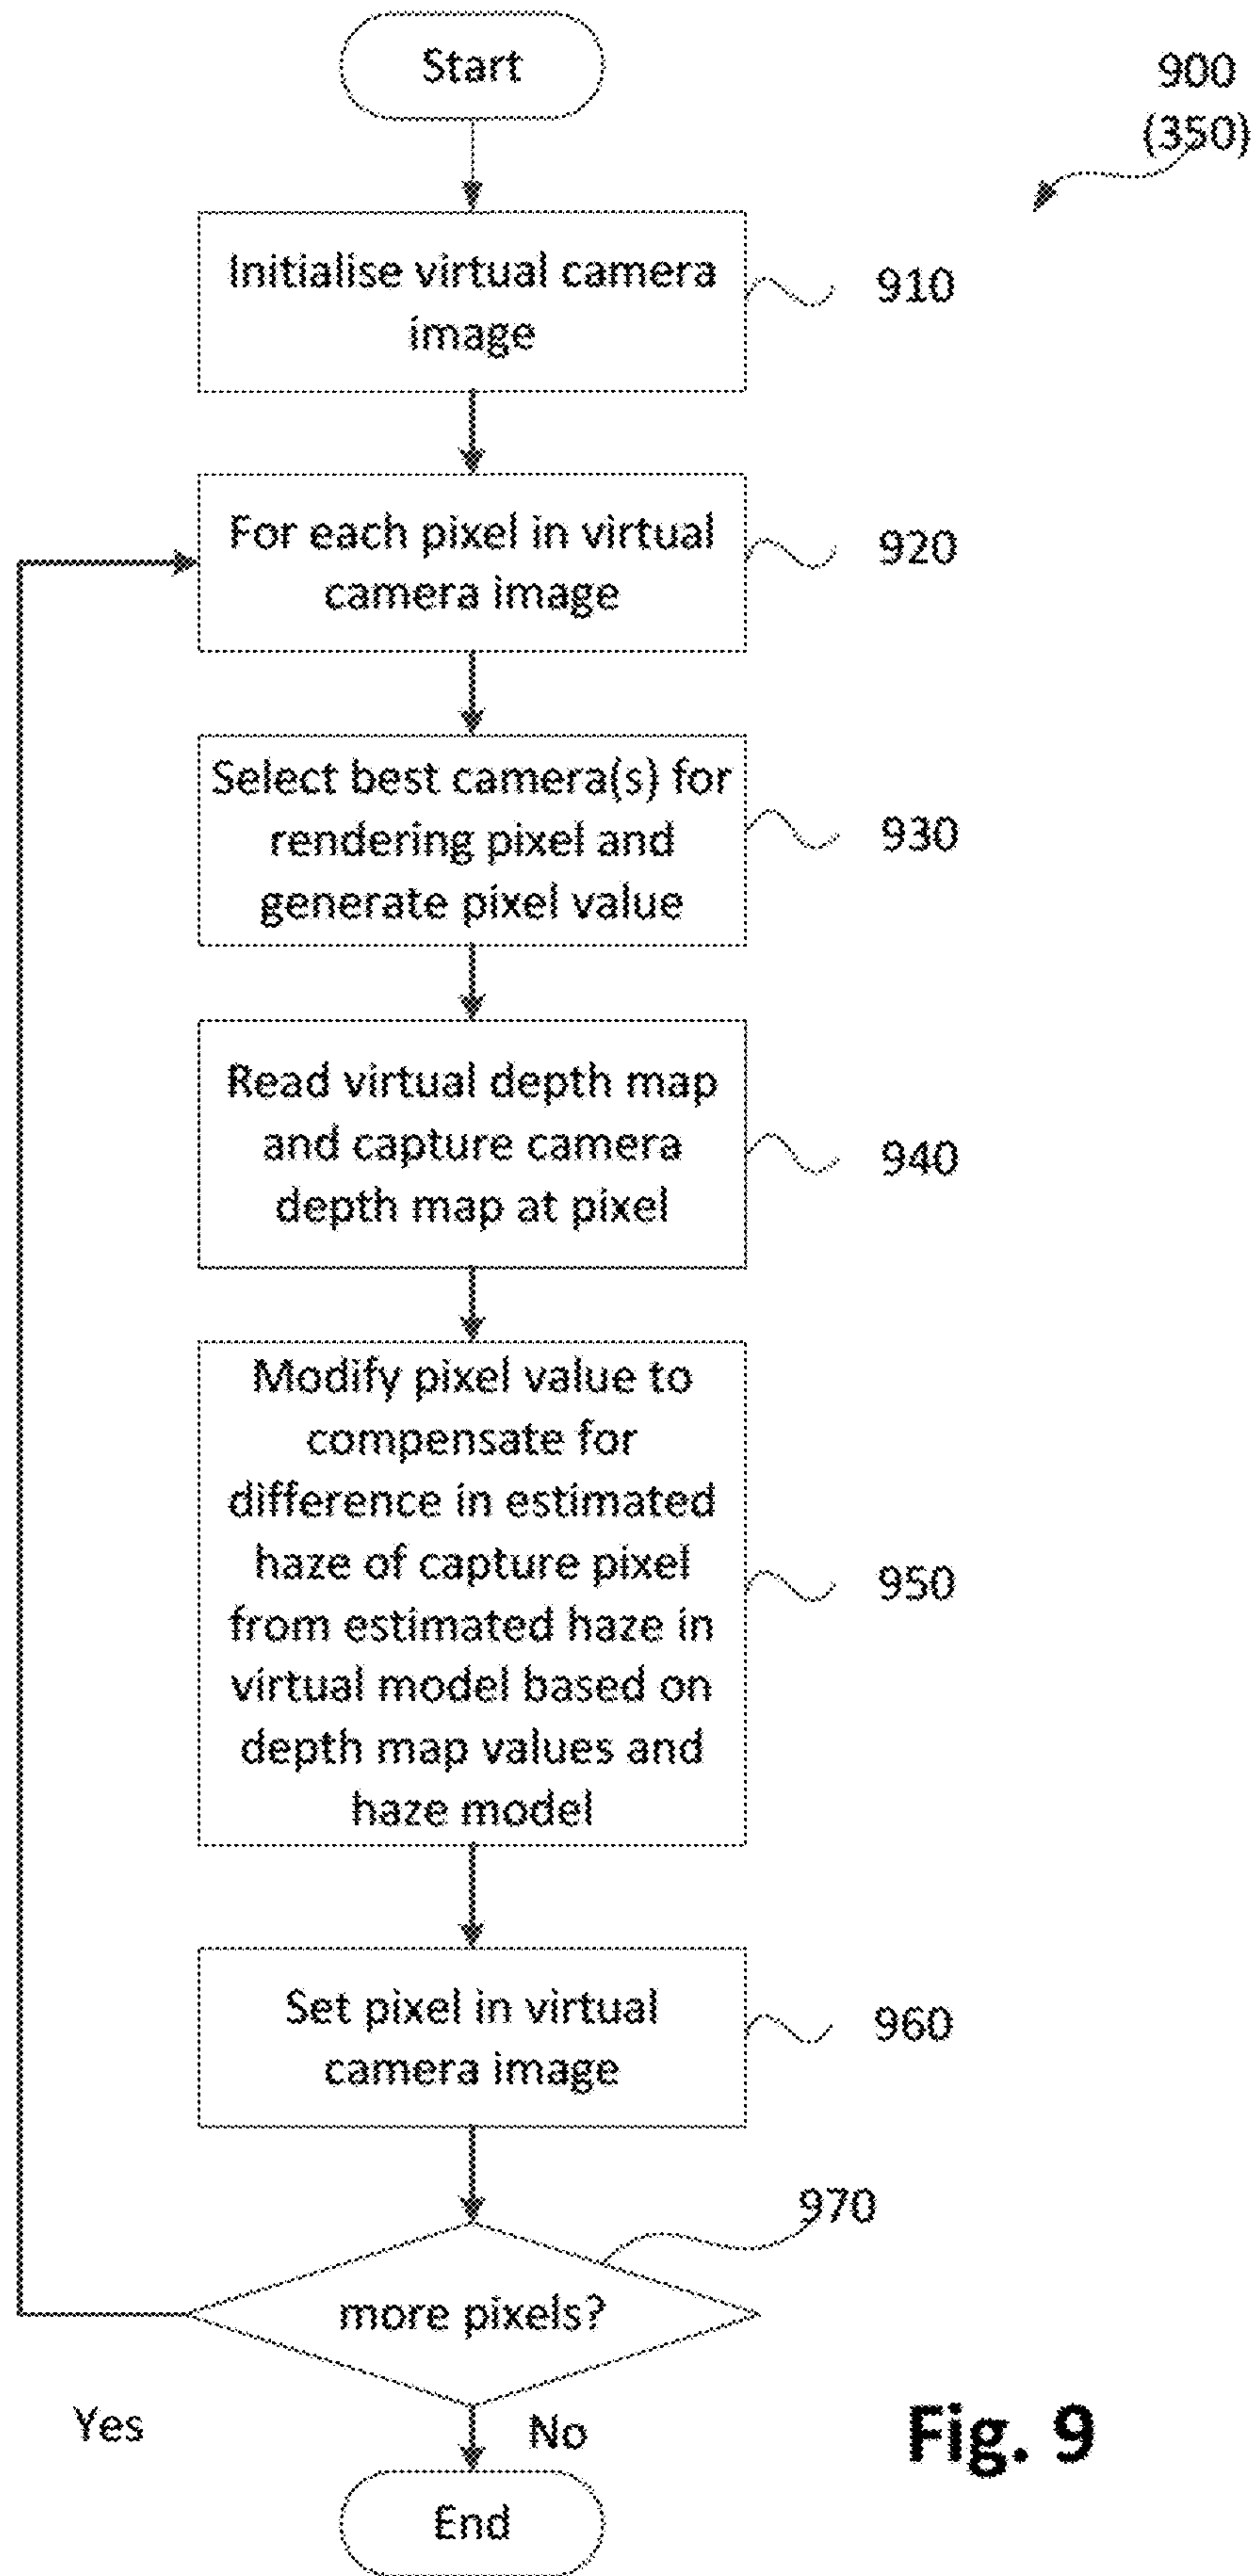 Start
900
(350)
Initialise virtual camera
image
910
For each pixel in virtual
camera image
920
Select best camera(s) for
rendering pixel and
generate pixel value
930
Read virtual depth map
and capture camera
depth map at pixel
940
Modify pixel value to
compensate for
difference in estimated
haze of capture pixel
from estimated haze in
virtual model based on
depth map values and
haze model
950
Set pixel in virtual
camera image
960
970
more pixels?
Yes
No
Fig. 9
End